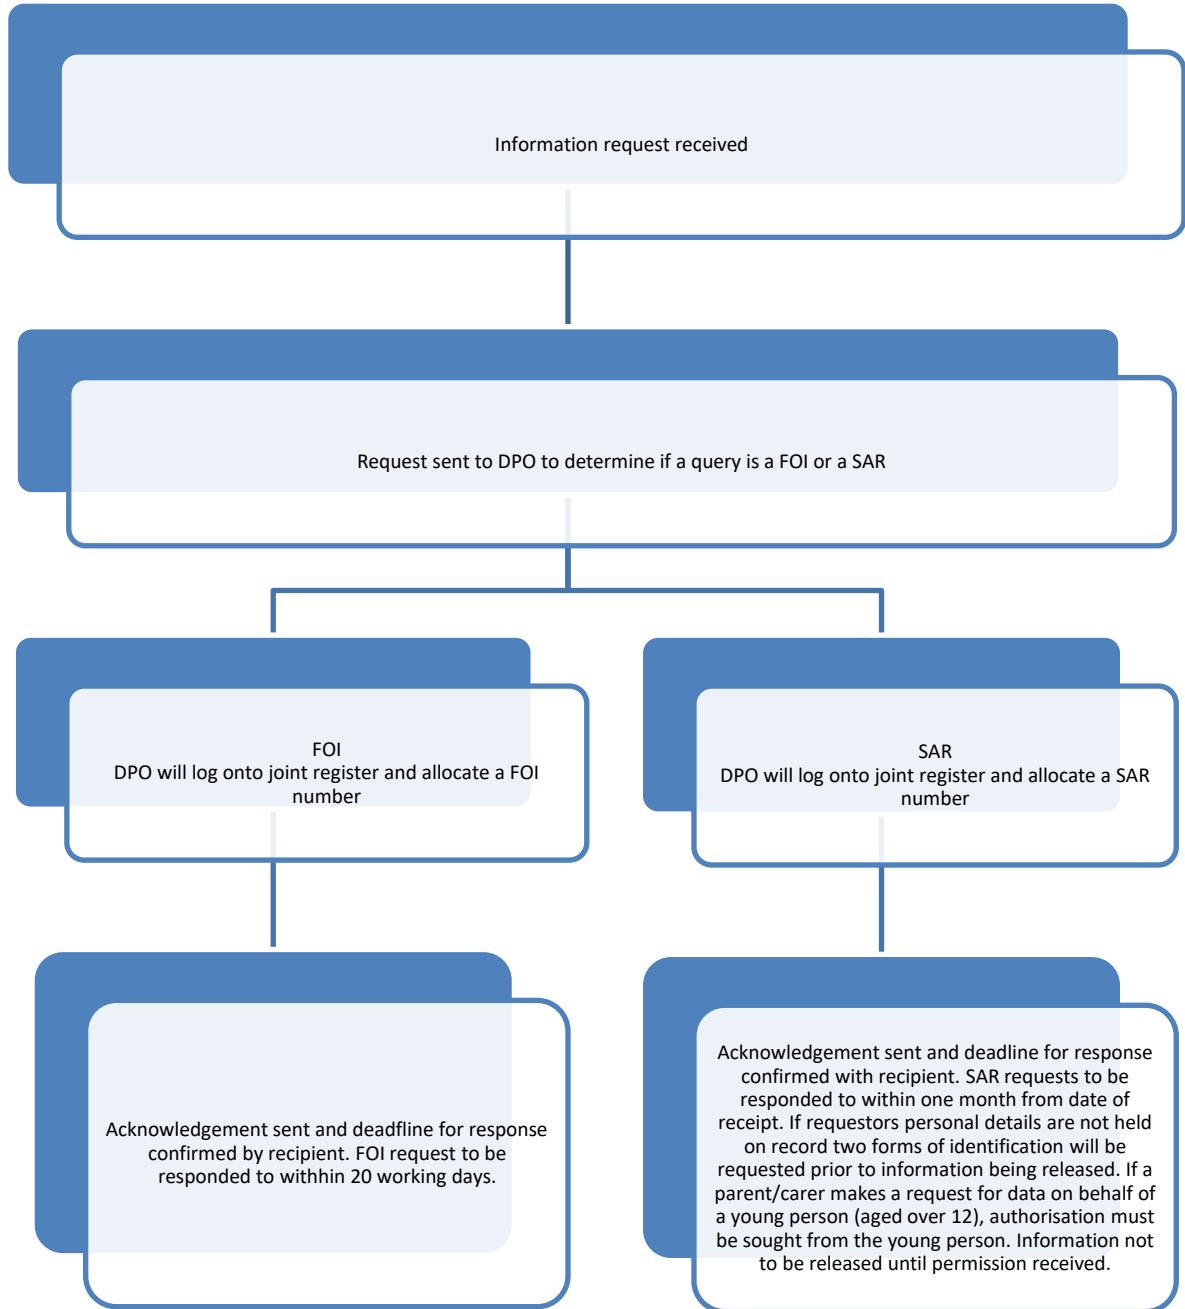 Information request received
Request sent to DPO to determine if a query is a FOI or a SAR
FOI
DPO will log onto joint register and allocate a FOI
number
SAR
DPO will log onto joint register and allocate a SAR
number
Acknowledgement sent and deadfline for response
confirmed by recipient. FOI request to be
responded to withhin 20 working days.
Acknowledgement sent and deadline for response
confirmed with recipient. SAR requests to be
responded to within one month from date of
receipt. If requestors personal details are not held
on record two forms of identification will be
requested prior to information being released. If a
parent/carer makes a request for data on behalf of
a young person (aged over 12), authorisation must
be sought from the young person. Information not
to be released until permission received.